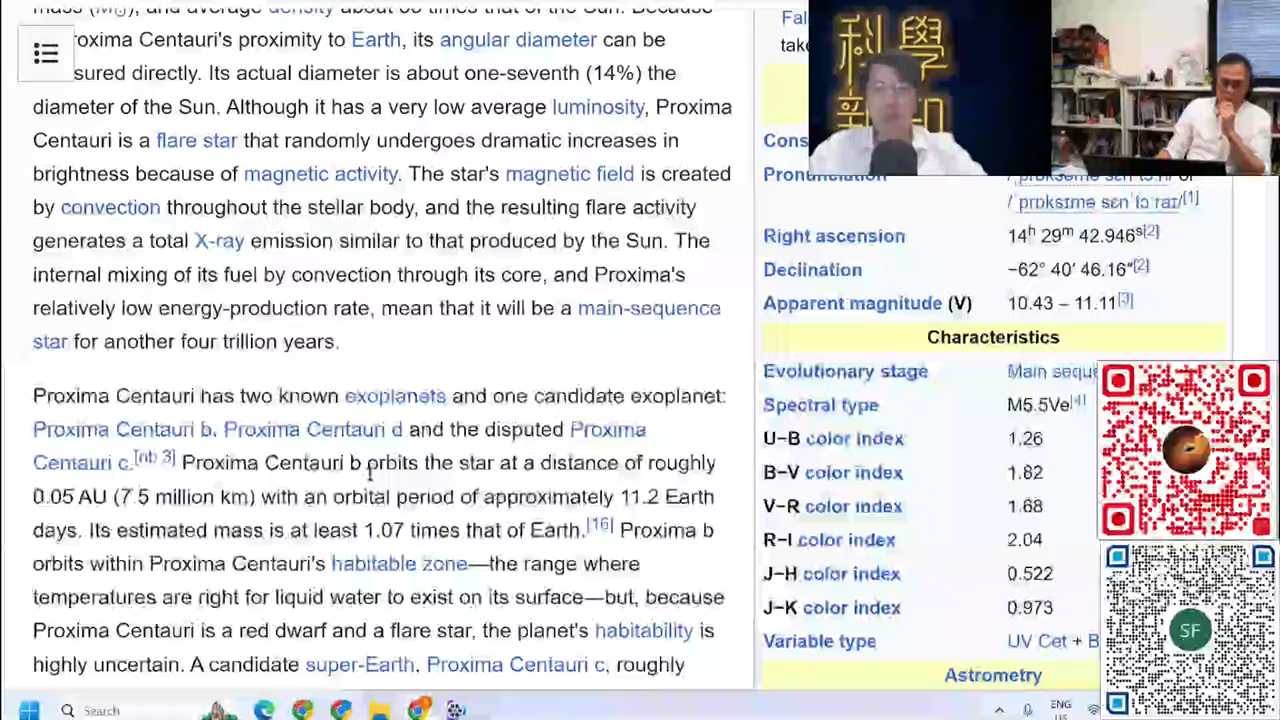 mass (M☉), and average density about 33 times that of the Sun. Because
roxima Centauri's proximity to Earth, its angular diameter can be
sured directly. Its actual diameter is about one-seventh (14%) the
diameter of the Sun. Although it has a very low average luminosity, Proxima
Centauri is a flare star that randomly undergoes dramatic increases in
brightness because of magnetic activity. The star's magnetic field is created
by convection throughout the stellar body, and the resulting flare activity
generates a total X-ray emission similar to that produced by the Sun. The
internal mixing of its fuel by convection through its core, and Proxima's
relatively low energy-production rate, mean that it will be a main-sequence
star for another four trillion years.
Proxima Centauri has two known exoplanets and one candidate exoplanet:
Proxima Centauri b, Proxima Centauri d and the disputed Proxima
Centauri c.[nb 3] Proxima Centauri b orbits the star at a distance of roughly
0.05 AU (7.5 million km) with an orbital period of approximately 11.2 Earth
days. Its estimated mass is at least 1.07 times that of Earth.[16] Proxima b
orbits within Proxima Centauri's habitable zone—the range where
temperatures are right for liquid water to exist on its surface—but, because
Proxima Centauri is a red dwarf and a flare star, the planet's habitability is
highly uncertain. A candidate super-Earth, Proxima Centauri c, roughly
Fal
take
科學
新知
Cons
Pronunciation
Right ascension 14h 29m 42.946s[2]
Declination −62° 40′ 46.16″[2]
Apparent magnitude (V) 10.43 – 11.11[3]
Characteristics
Evolutionary stage Main sequ
Spectral type M5.5Ve[4]
U−B color index 1.26
B−V color index 1.82
V−R color index 1.68
R−I color index 2.04
J−H color index 0.522
J−K color index 0.973
Variable type UV Cet + B
Astrometry
SF
Search
ENG
US